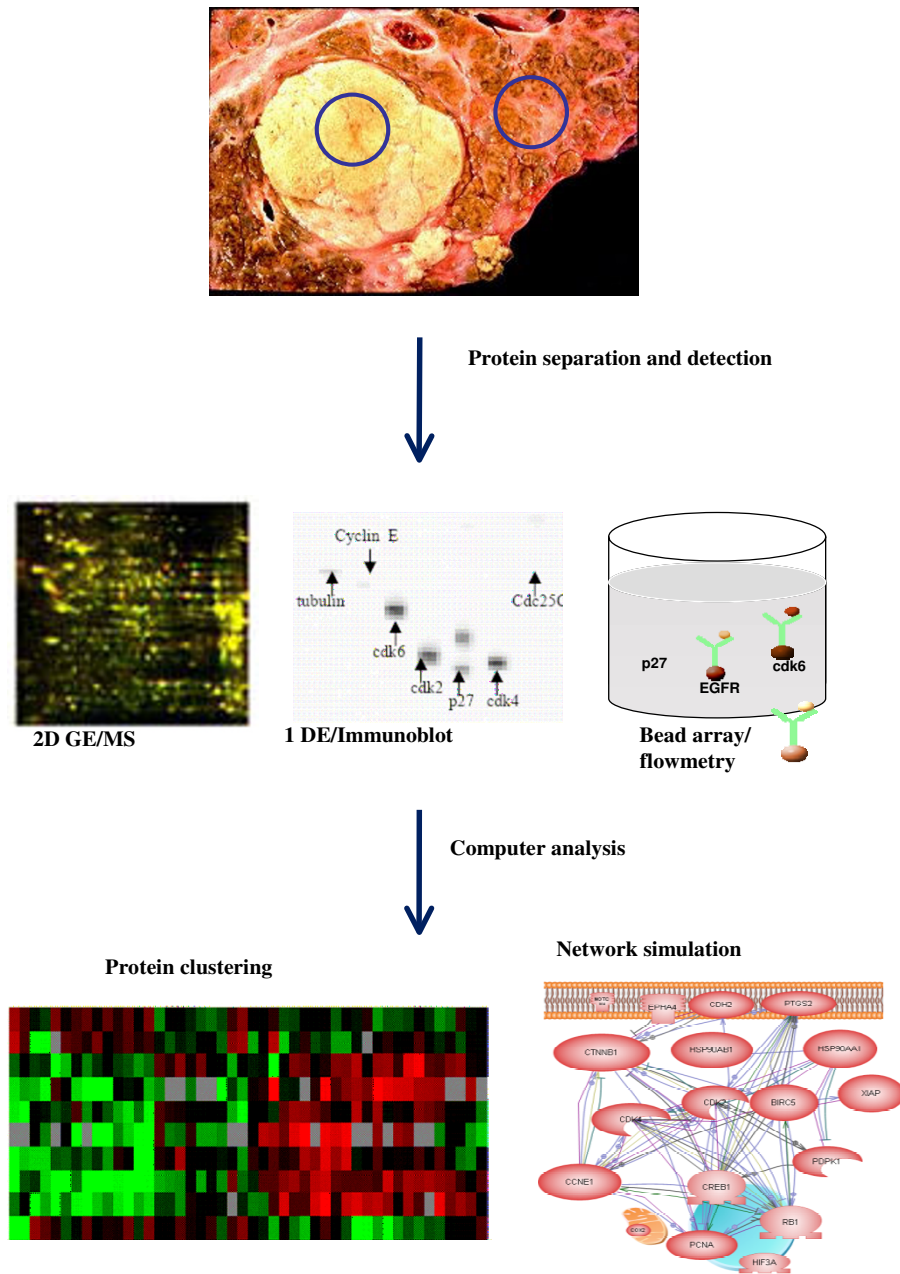 Protein separation and detection
Cyclin E
tubulin
Cdc25C
cdk6
cdk2
p27
cdk4
p27
EGFR
cdk6
2D GE/MS
1 DE/Immunoblot
Bead array/
flowmetry
Computer analysis
Protein clustering
Network simulation
EPHA4
CDH2
PTGS2
CTNNB1
HSP90AB1
HSP90AA1
CDK2
BIRC5
XIAP
CDK4
PDPK1
CCNE1
CREB1
RB1
PCNA
HIF3A